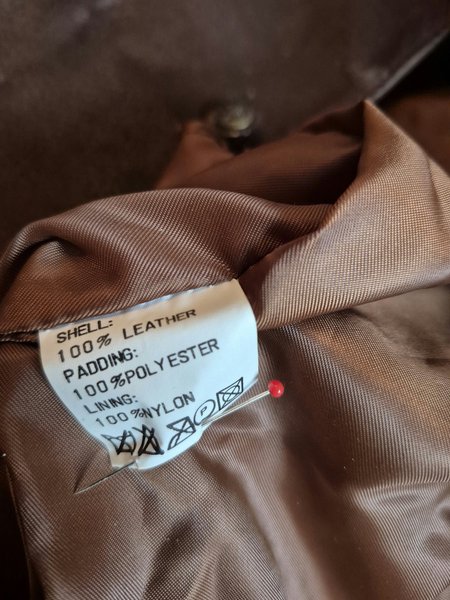 SHELL:
100% LEATHER
PADDING:
100%POLYESTER
LINING:
100%NYLON
P